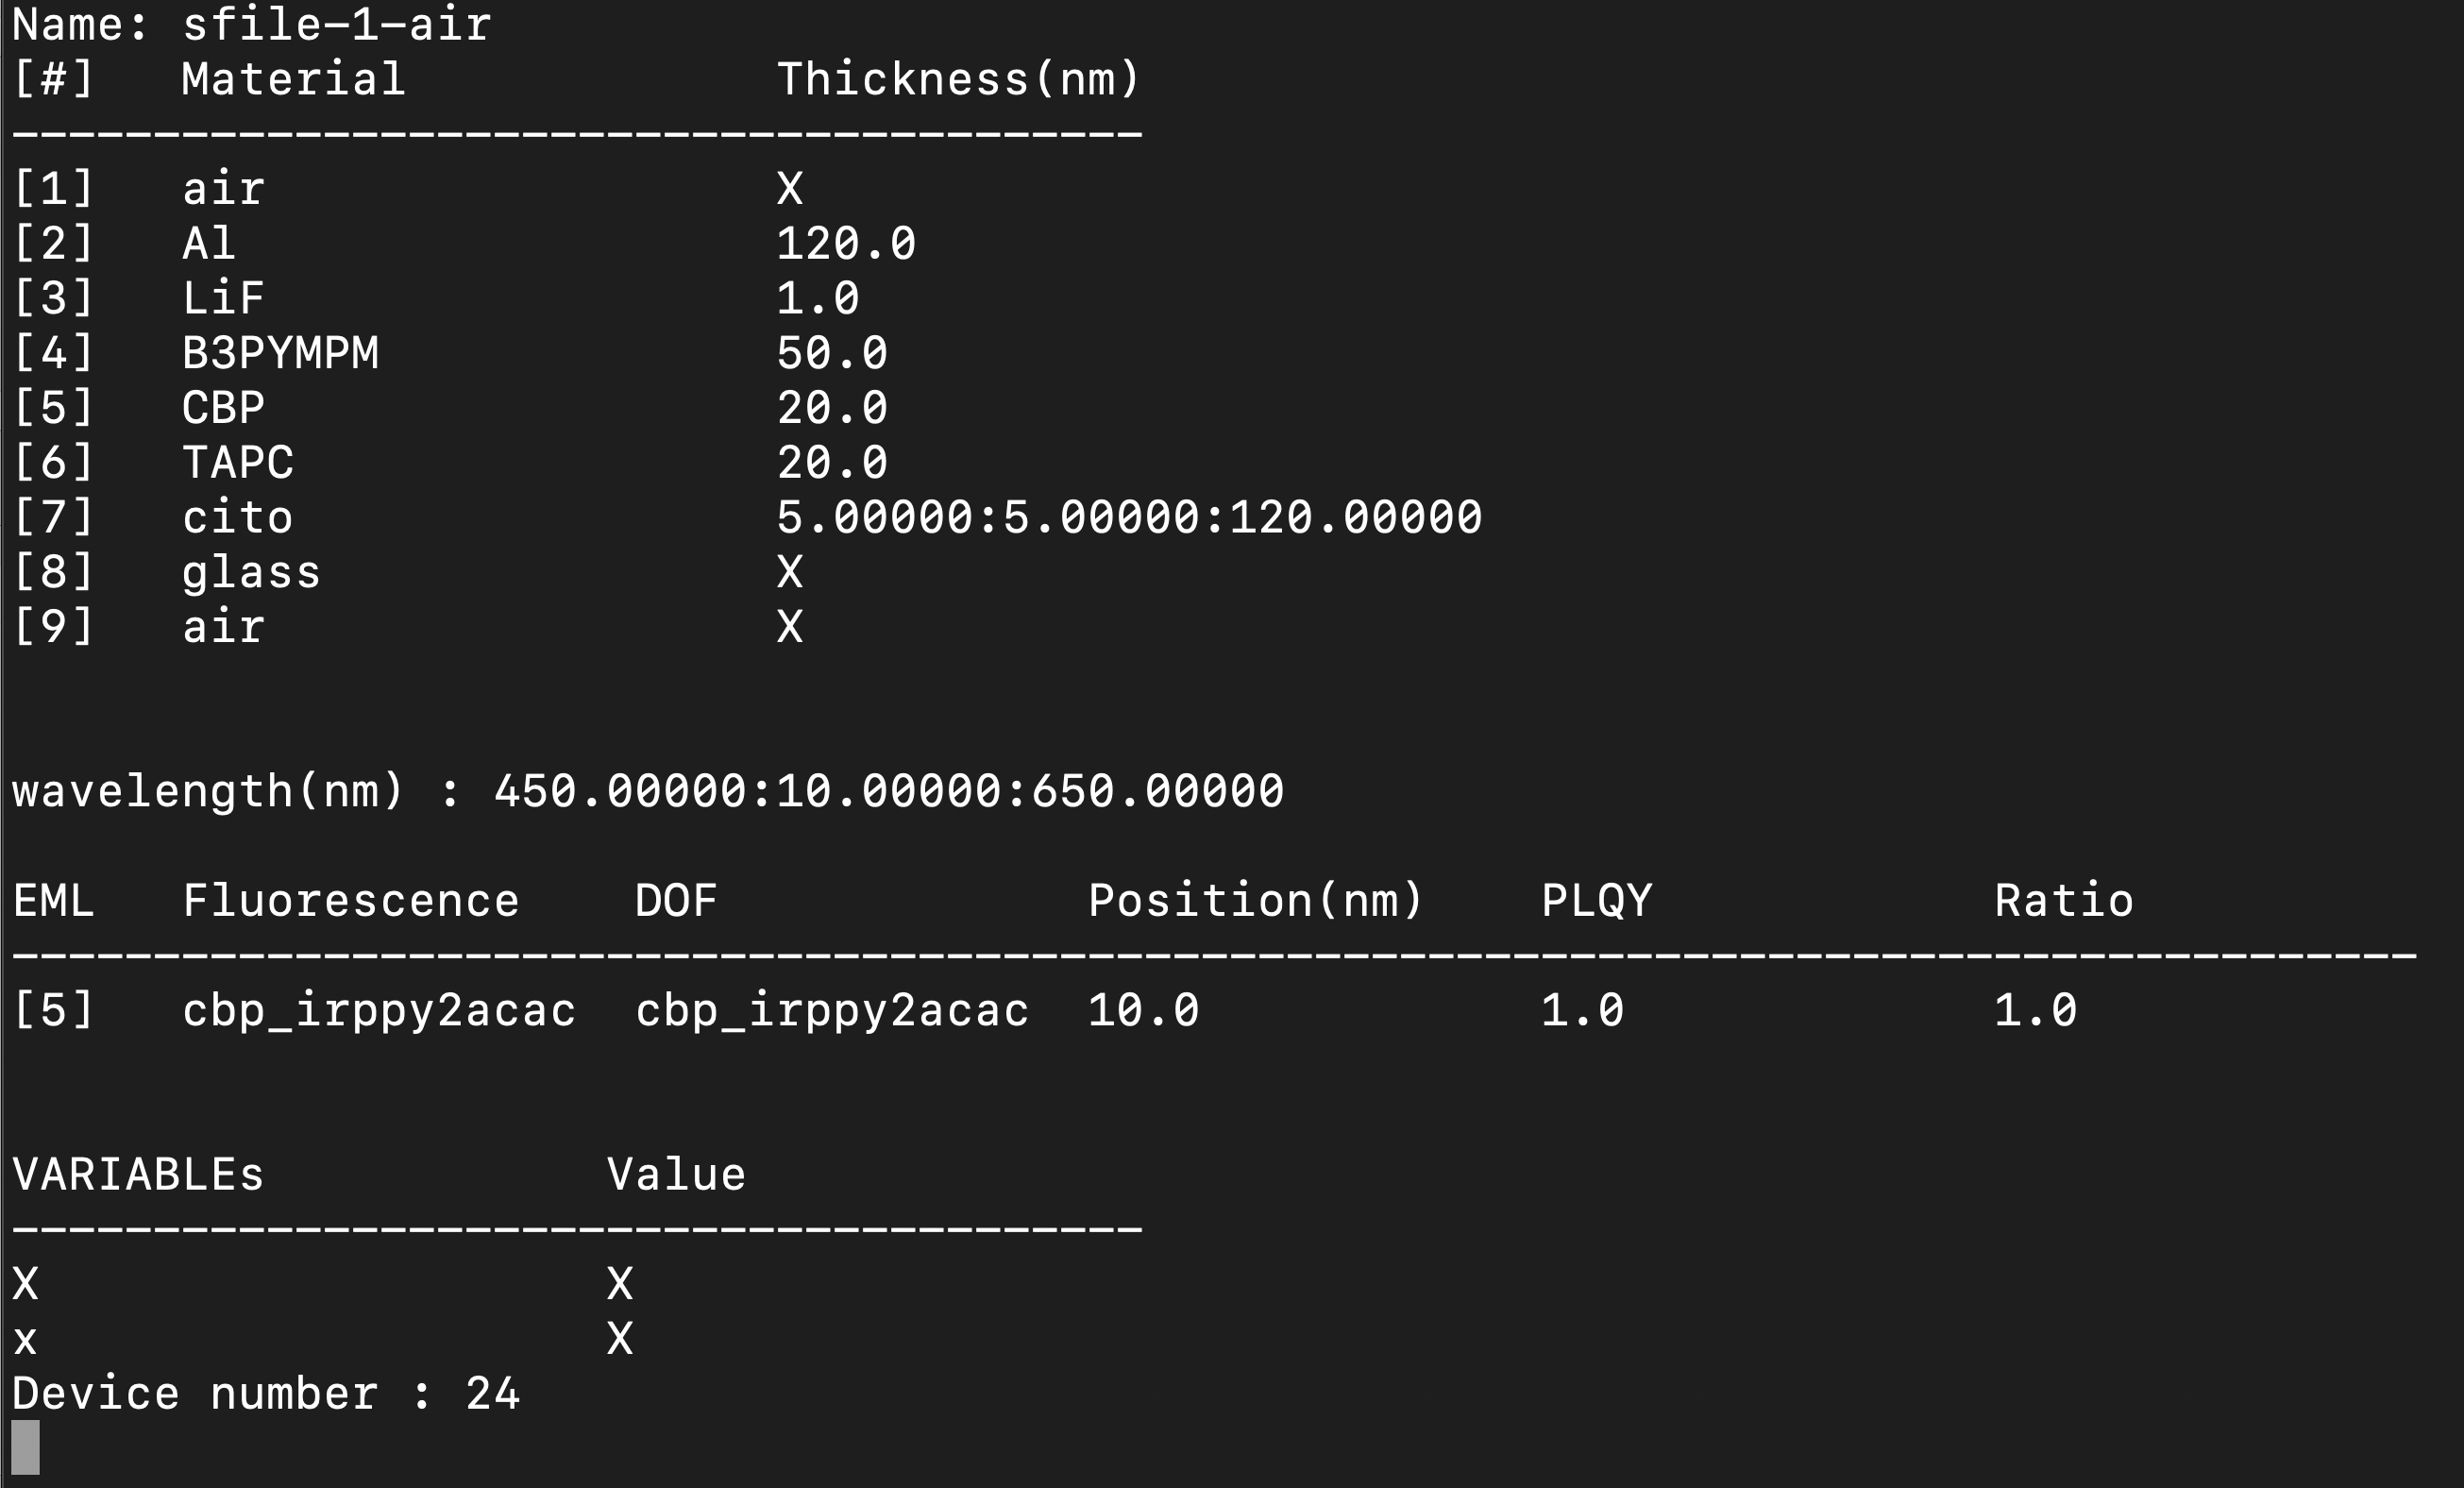 Name: sfile-1-air
[#]   Material             Thickness(nm)
----------------------------------------
[1]   air                  X
[2]   Al                   120.0
[3]   LiF                  1.0
[4]   B3PYMPM              50.0
[5]   CBP                  20.0
[6]   TAPC                 20.0
[7]   cito                 5.00000:5.00000:120.00000
[8]   glass                X
[9]   air                  X
wavelength(nm) : 450.00000:10.00000:650.00000
EML   Fluorescence    DOF             Position(nm)    PLQY            Ratio
-------------------------------------------------------------------------------------
[5]   cbp_irppy2acac  cbp_irppy2acac  10.0            1.0             1.0
VARIABLEs            Value
----------------------------------------
X                    X
x                    X
Device number : 24